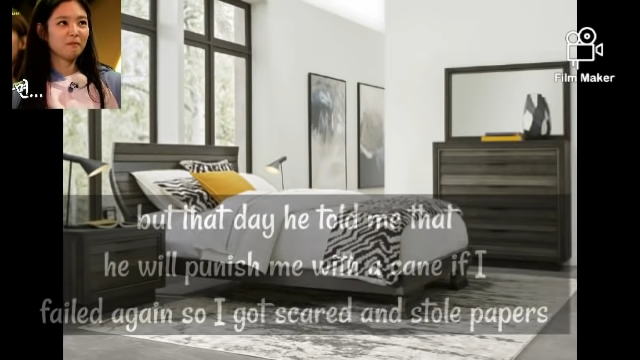 편...
Film Maker
but that day he told me that
he will punish me with a cane if I
failed again so I got scared and stole papers